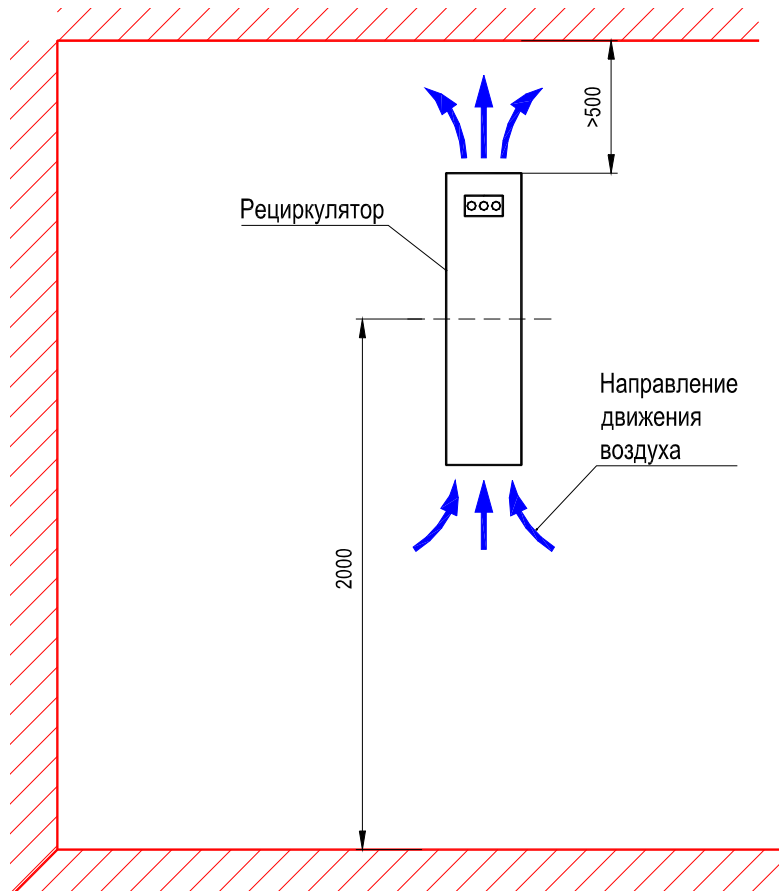 >500
Рециркулятор
Направление
движения
воздуха
2000